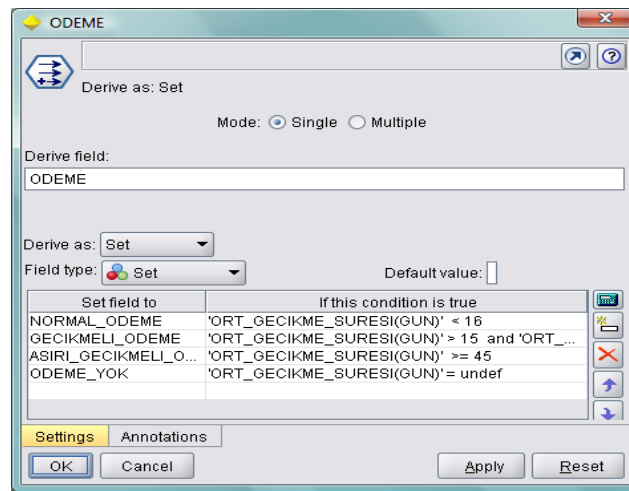 ODEME
Derive as: Set
Mode: Single Multiple
Derive field:
ODEME
Derive as: Set
Field type: Set Default value:
Set field to If this condition is true
NORMAL_ODEME 'ORT_GECIKME_SURESI(GUN)' < 16
GECIKMELI_ODEME 'ORT_GECIKME_SURESI(GUN)' > 15 and 'ORT_...
ASIRI_GECIKMELI_O... 'ORT_GECIKME_SURESI(GUN)' >= 45
ODEME_YOK 'ORT_GECIKME_SURESI(GUN)' = undef
Settings Annotations
OK Cancel Apply Reset